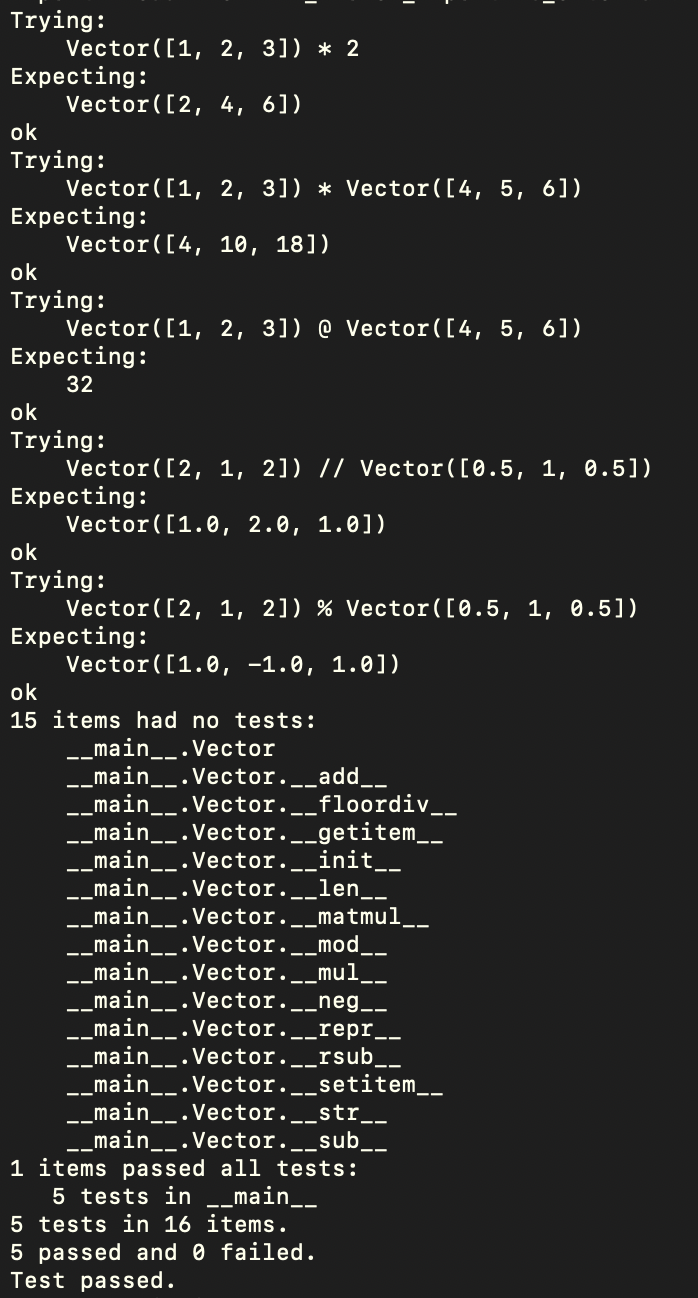 Trying:
    Vector([1, 2, 3]) * 2
Expecting:
    Vector([2, 4, 6])
ok
Trying:
    Vector([1, 2, 3]) * Vector([4, 5, 6])
Expecting:
    Vector([4, 10, 18])
ok
Trying:
    Vector([1, 2, 3]) @ Vector([4, 5, 6])
Expecting:
    32
ok
Trying:
    Vector([2, 1, 2]) // Vector([0.5, 1, 0.5])
Expecting:
    Vector([1.0, 2.0, 1.0])
ok
Trying:
    Vector([2, 1, 2]) % Vector([0.5, 1, 0.5])
Expecting:
    Vector([1.0, -1.0, 1.0])
ok
15 items had no tests:
    __main__.Vector
    __main__.Vector.__add__
    __main__.Vector.__floordiv__
    __main__.Vector.__getitem__
    __main__.Vector.__init__
    __main__.Vector.__len__
    __main__.Vector.__matmul__
    __main__.Vector.__mod__
    __main__.Vector.__mul__
    __main__.Vector.__neg__
    __main__.Vector.__repr__
    __main__.Vector.__rsub__
    __main__.Vector.__setitem__
    __main__.Vector.__str__
    __main__.Vector.__sub__
1 items passed all tests:
   5 tests in __main__
5 tests in 16 items.
5 passed and 0 failed.
Test passed.